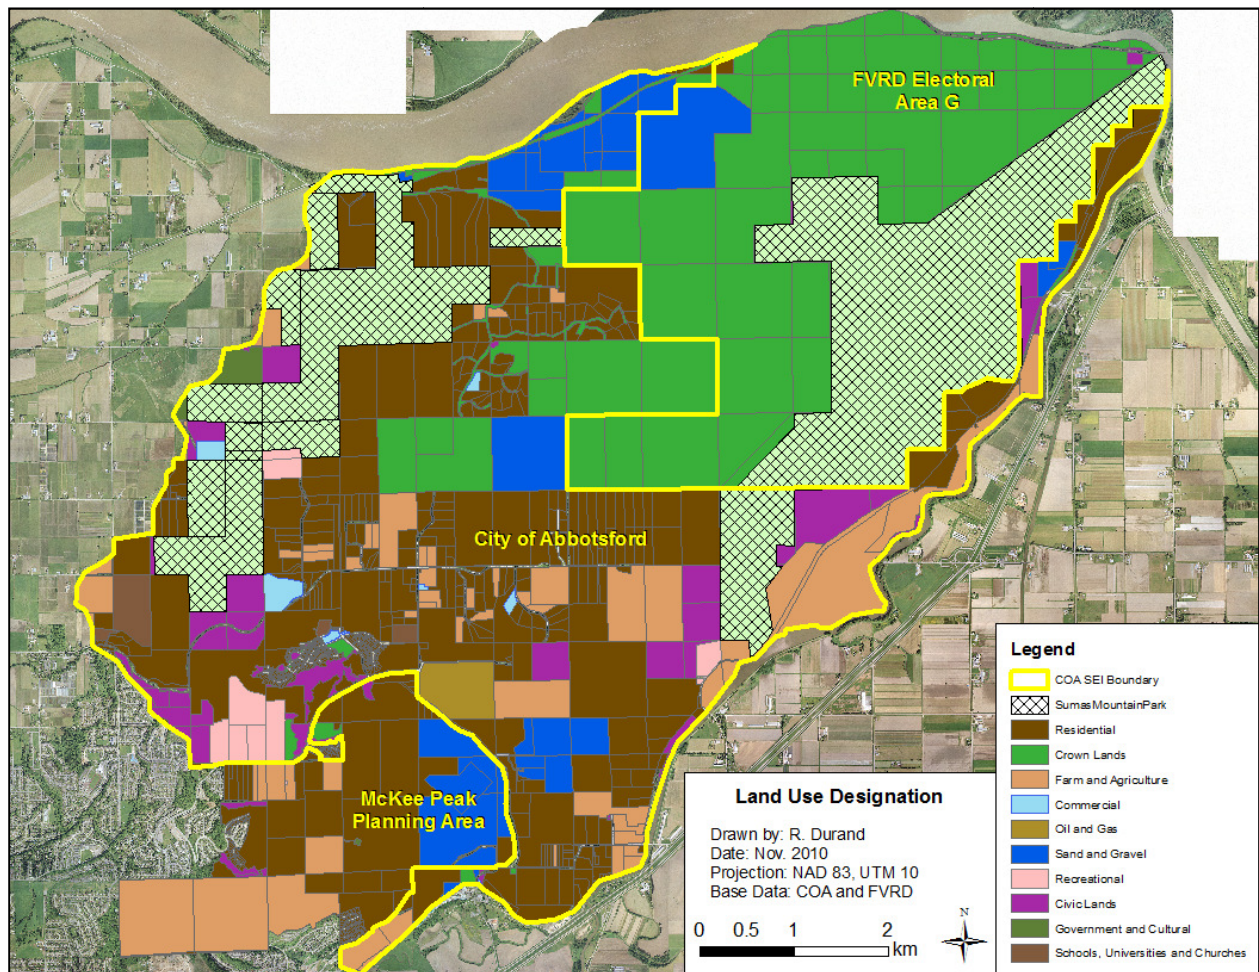 FVRD Electoral
Area G
City of Abbotsford
McKee Peak
Planning Area
Legend
COA SEI Boundary
SumasMountainPark
Residential
Crown Lands
Farm and Agriculture
Commercial
Oil and Gas
Sand and Gravel
Recreational
Civic Lands
Government and Cultural
Schools, Universities and Churches
Land Use Designation
Drawn by: R. Durand
Date: Nov. 2010
Projection: NAD 83, UTM 10
Base Data: COA and FVRD
0 0.5 1 2
km
N